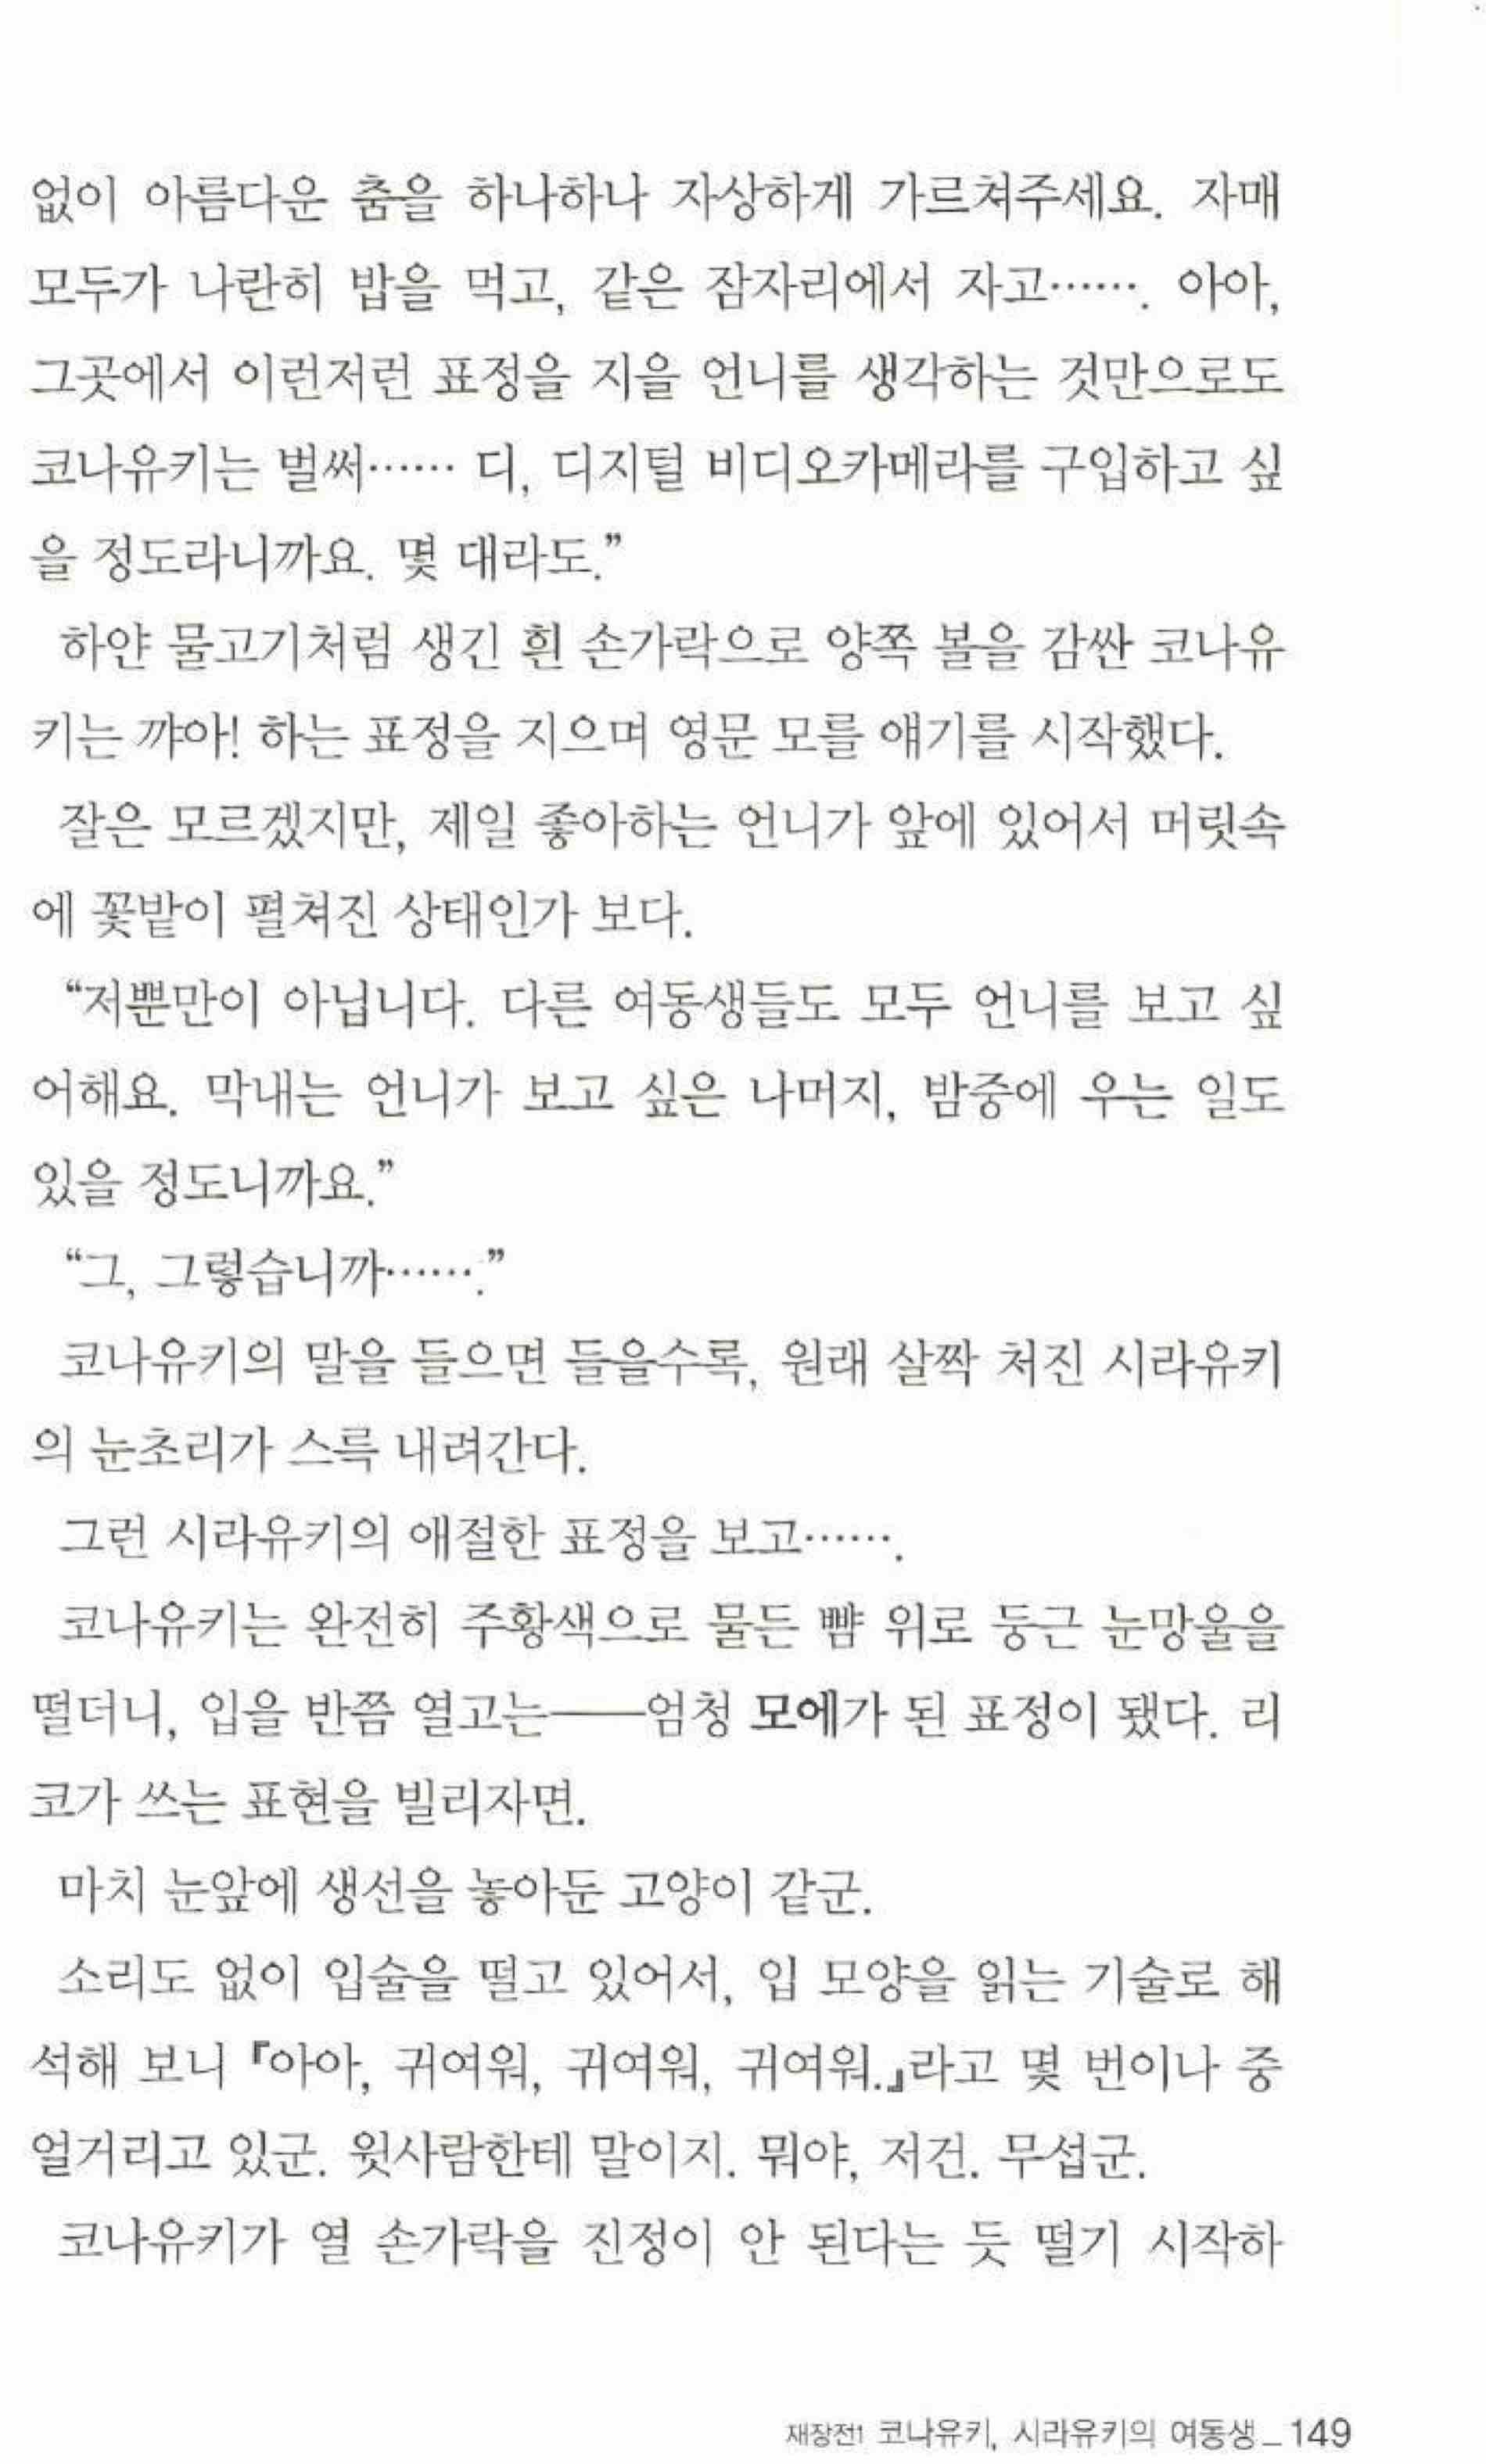 없이 아름다운 춤을 하나하나 자상하게 가르쳐주세요. 자매
모두가 나란히 밥을 먹고, 같은 잠자리에서 자고……. 아아,
그곳에서 이런저런 표정을 지을 언니를 생각하는 것만으로도
코나유키는 벌써…… 디, 디지털 비디오카메라를 구입하고 싶
을 정도라니까요. 몇 대라도.”
하얀 물고기처럼 생긴 흰 손가락으로 양쪽 볼을 감싼 코나유
키는 꺄아! 하는 표정을 지으며 영문 모를 얘기를 시작했다.
잘은 모르겠지만, 제일 좋아하는 언니가 앞에 있어서 머릿속
에 꽃밭이 펼쳐진 상태인가 보다.
“저뿐만이 아닙니다. 다른 여동생들도 모두 언니를 보고 싶
어해요. 막내는 언니가 보고 싶은 나머지, 밤중에 우는 일도
있을 정도니까요.”
“그, 그렇습니까…….”
코나유키의 말을 들으면 들을수록, 원래 살짝 처진 시라유키
의 눈초리가 스륵 내려간다.
그런 시라유키의 애절한 표정을 보고…….
코나유키는 완전히 주황색으로 물든 뺨 위로 둥근 눈망울을
떨더니, 입을 반쯤 열고는──엄청 모에가 된 표정이 됐다. 리
코가 쓰는 표현을 빌리자면.
마치 눈앞에 생선을 놓아둔 고양이 같군.
소리도 없이 입술을 떨고 있어서, 입 모양을 읽는 기술로 해
석해 보니 『아아, 귀여워, 귀여워, 귀여워.』라고 몇 번이나 중
얼거리고 있군. 윗사람한테 말이지. 뭐야, 저건. 무섭군.
코나유키가 열 손가락을 진정이 안 된다는 듯 떨기 시작하
재장전1 코나유키, 시라유키의 여동생_149